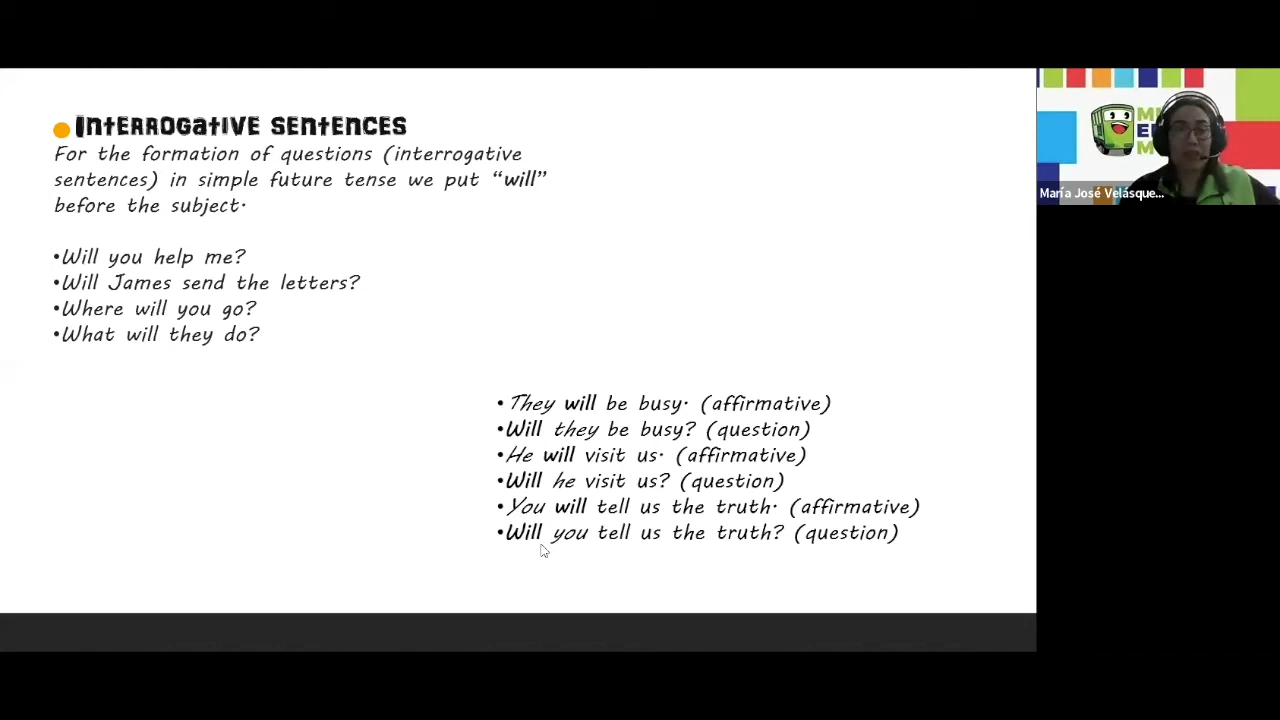 INTERROGATIVE SENTENCES
For the formation of questions (interrogative
sentences) in simple future tense we put “will”
before the subject.
•Will you help me?
•Will James send the letters?
•Where will you go?
•What will they do?
• They will be busy. (affirmative)
•Will they be busy? (question)
•He will visit us. (affirmative)
•Will he visit us? (question)
•You will tell us the truth. (affirmative)
•Will you tell us the truth? (question)
María José Velásque...